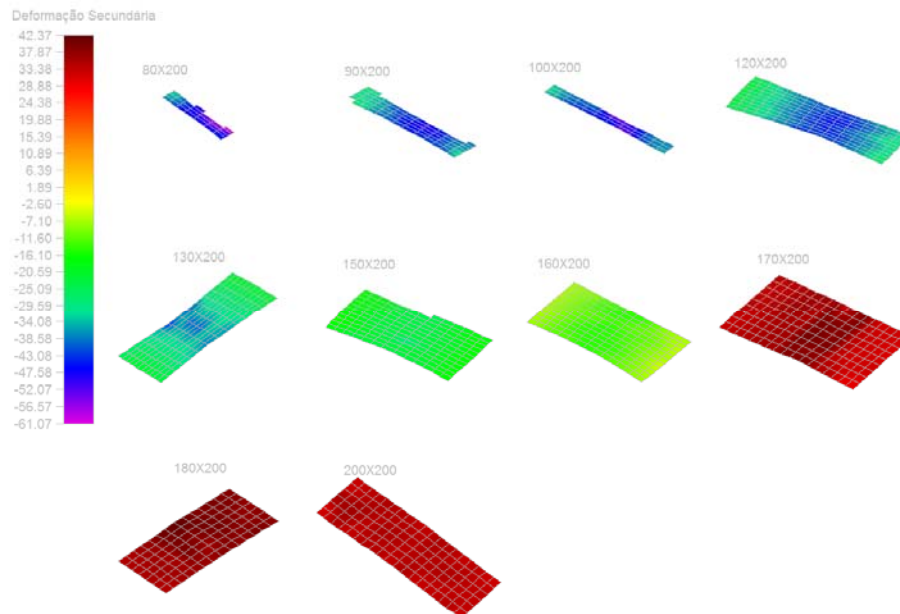 Deformação Secundária
42.37
37.87
33.38
28.88
24.38
19.88
15.39
10.89
6.39
1.89
-2.60
-7.10
-11.60
-16.10
-20.59
-25.09
-29.59
-34.08
-38.58
-43.08
-47.58
-52.07
-56.57
-61.07
80X200
90X200
100X200
120X200
130X200
150X200
160X200
170X200
180X200
200X200